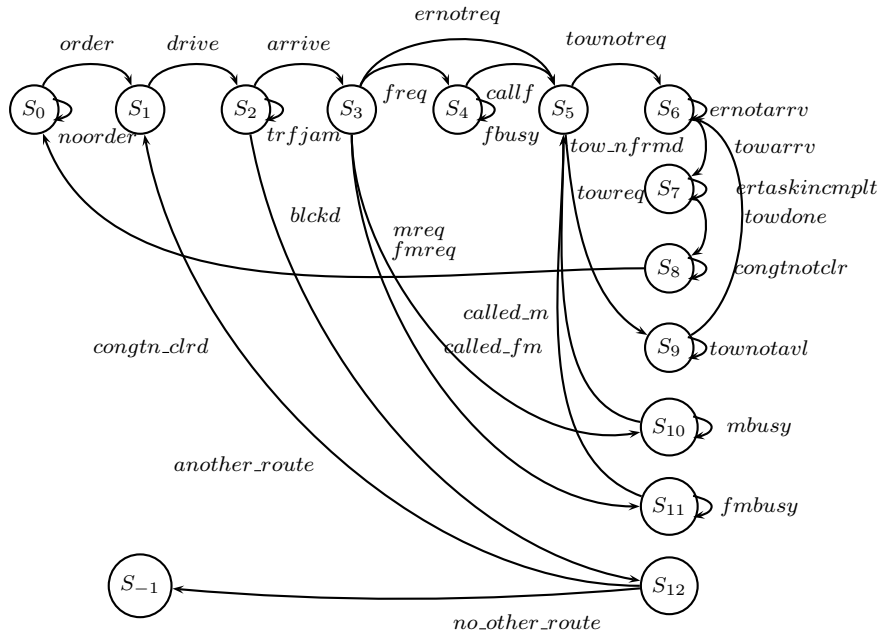 ernotreq
order
drive
arrive
townotreq
freq
callf
S0
S1
S2
S3
S4
S5
S6
ernotarrv
noorder
trfjam
fbusy
tow_nfrmd
towarrv
S7
towreq
ertaskincmplt
blckd
towdone
mreq
fmreq
S8
congtnotclr
called_m
congtn_clrd
called_fm
S9
townotavl
S10
mbusy
another_route
S11
fmbusy
S−1
S12
no_other_route